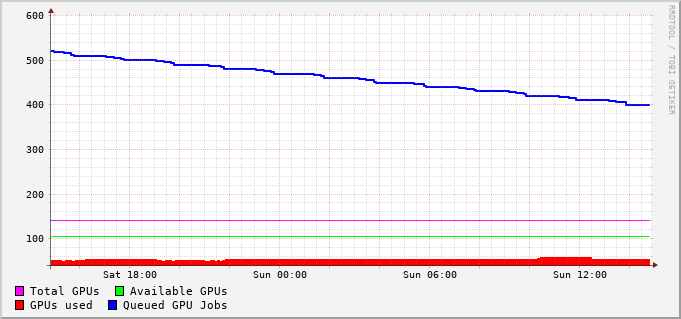 600
500
400
300
200
100
Sat 18:00 Sun 00:00 Sun 06:00 Sun 12:00
Total GPUs Available GPUs
GPUs used Queued GPU Jobs
RRDTOOL / TOBI OETIKER